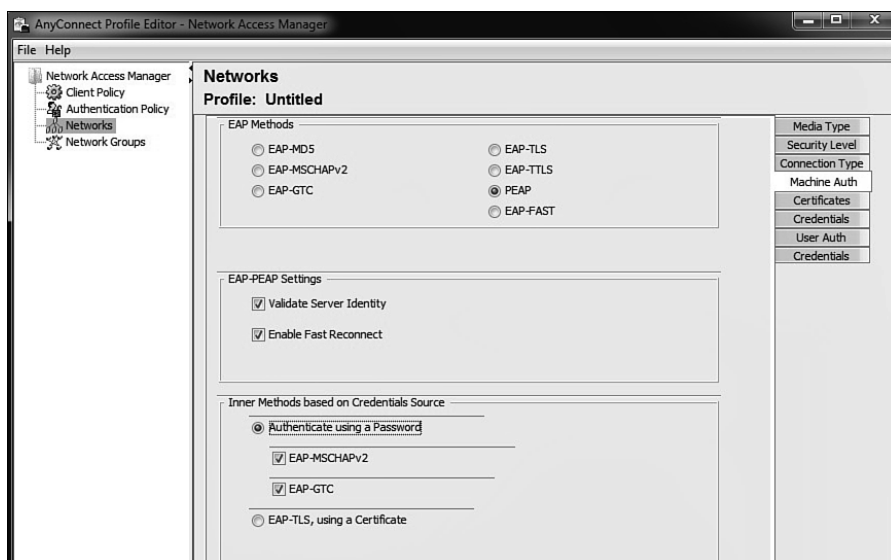 AnyConnect Profile Editor - Network Access Manager
File Help
Network Access Manager
Client Policy
Authentication Policy
Networks
Network Groups
Networks
Profile: Untitled
EAP Methods
EAP-MD5
EAP-TLS
EAP-MSCHAPv2
EAP-TTLS
EAP-GTC
PEAP
EAP-FAST
EAP-PEAP Settings
Validate Server Identity
Enable Fast Reconnect
Inner Methods based on Credentials Source
Authenticate using a Password
EAP-MSCHAPv2
EAP-GTC
EAP-TLS, using a Certificate
Media Type
Security Level
Connection Type
Machine Auth
Certificates
Credentials
User Auth
Credentials